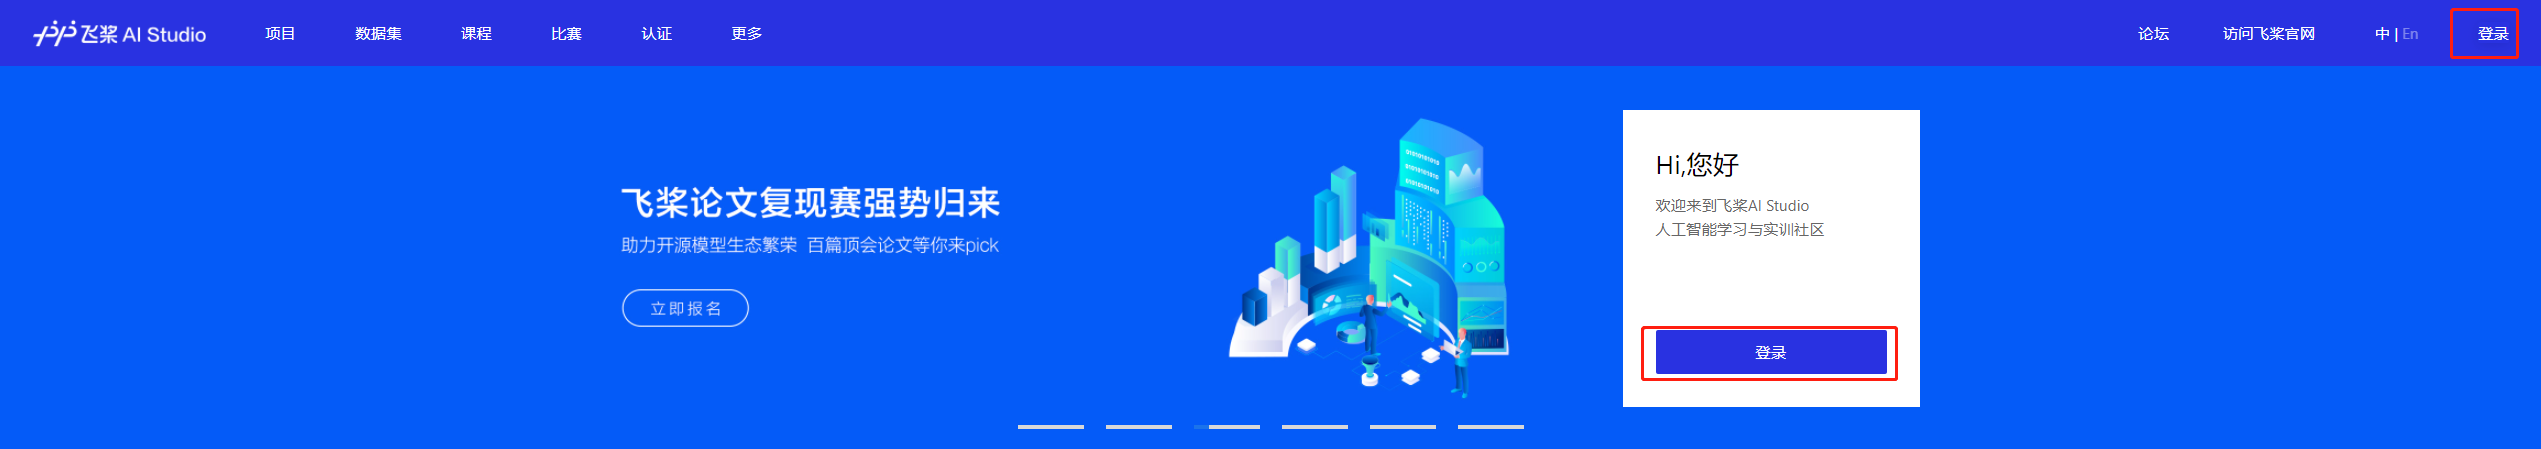 飞桨 AI Studio 项目 数据集 课程 比赛 认证 更多 论坛 访问飞桨官网 中 | En 登录
飞桨论文复现赛强势归来
助力开源模型生态繁荣 百篇顶会论文等你来pick
立即报名
01010101010
010101010
01010101010
Hi,您好
欢迎来到飞桨AI Studio
人工智能学习与实训社区
登录